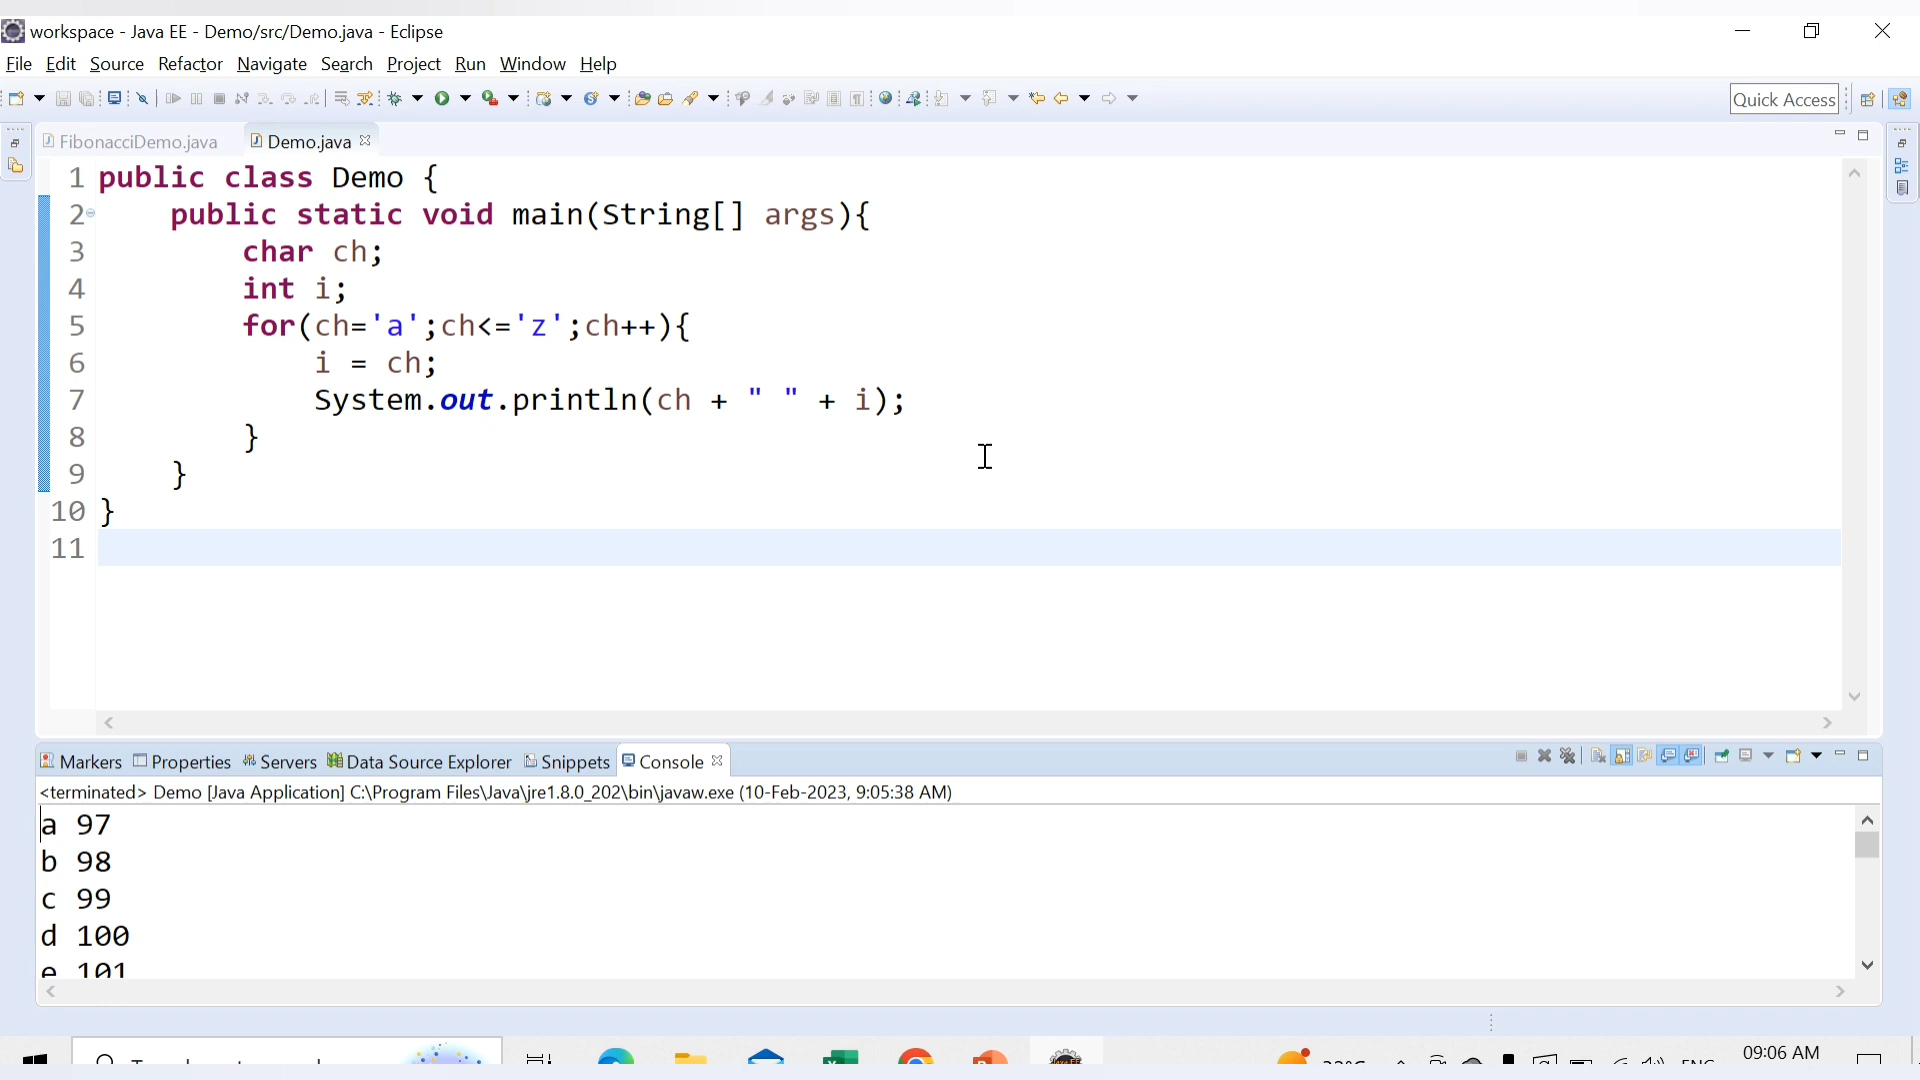 workspace - Java EE - Demo/src/Demo.java - Eclipse
File Edit Source Refactor Navigate Search Project Run Window Help
Quick Access
FibonacciDemo.java Demo.java
1 public class Demo {
2 public static void main(String[] args){
3 char ch;
4 int i;
5 for(ch='a';ch<='z';ch++){
6 i = ch;
7 System.out.println(ch + " " + i);
8 }
9 }
10 }
11
Markers Properties Servers Data Source Explorer Snippets Console
<terminated> Demo [Java Application] C:\Program Files\Java\jre1.8.0_202\bin\javaw.exe (10-Feb-2023, 9:05:38 AM)
a 97
b 98
c 99
d 100
e 101
09:06 AM